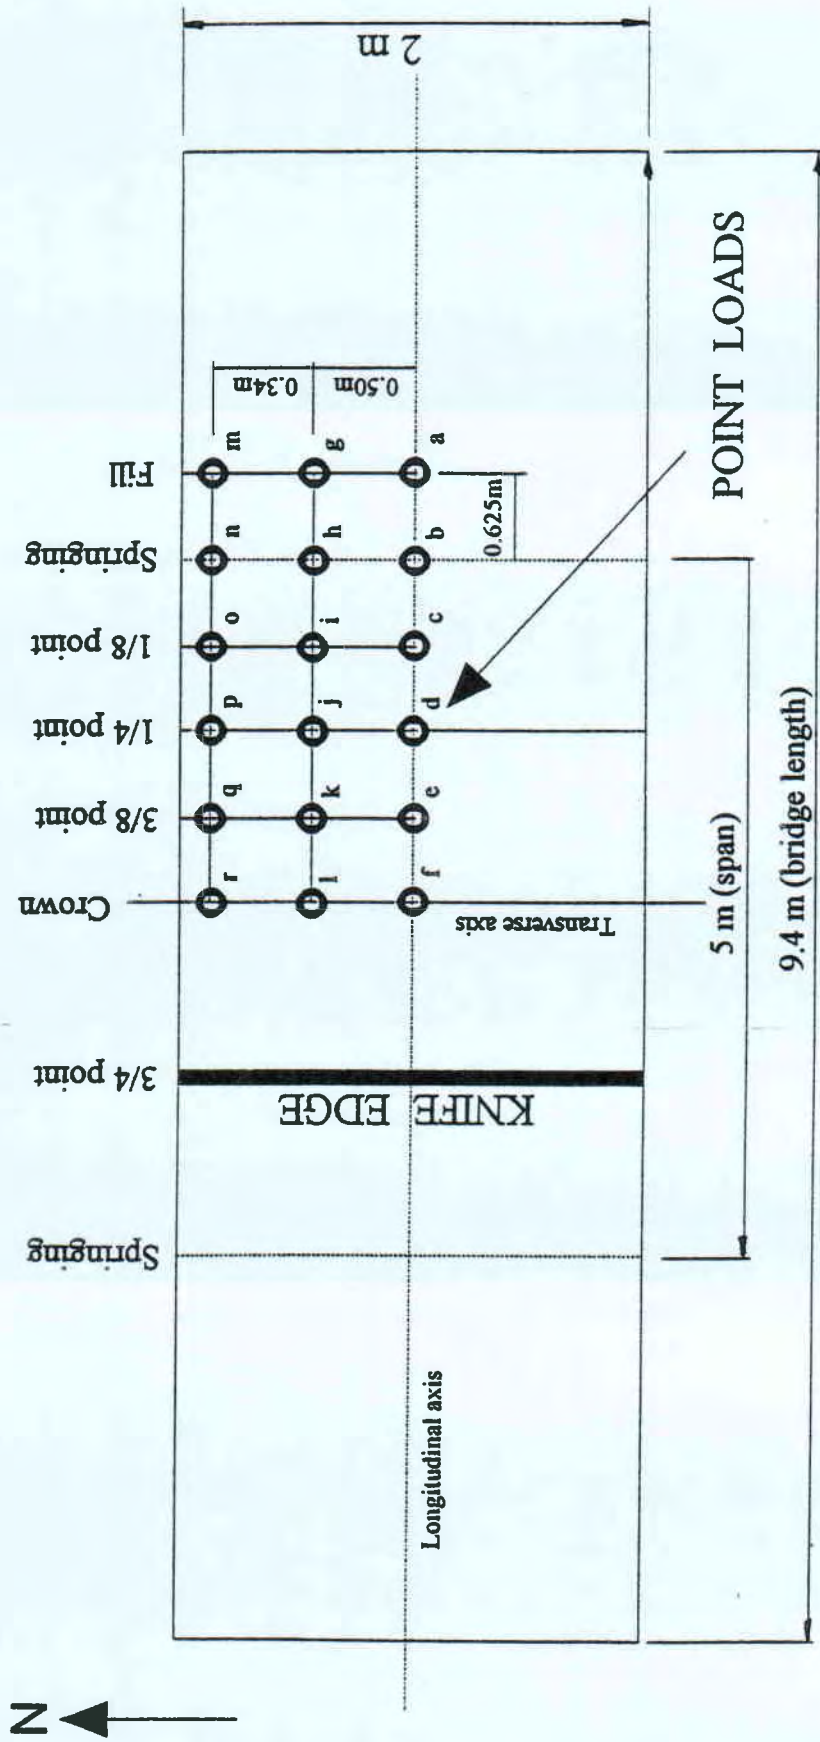 N
Springing
3/4 point
Crown
3/8 point
1/4 point
1/8 point
Springing
Fill
2 m
0.34m
0.50m
r
q
p
o
n
m
l
k
j
i
h
g
f
e
d
c
b
a
0.625m
KNIFE EDGE
Transverse axis
Longitudinal axis
POINT LOADS
5 m (span)
9.4 m (bridge length)